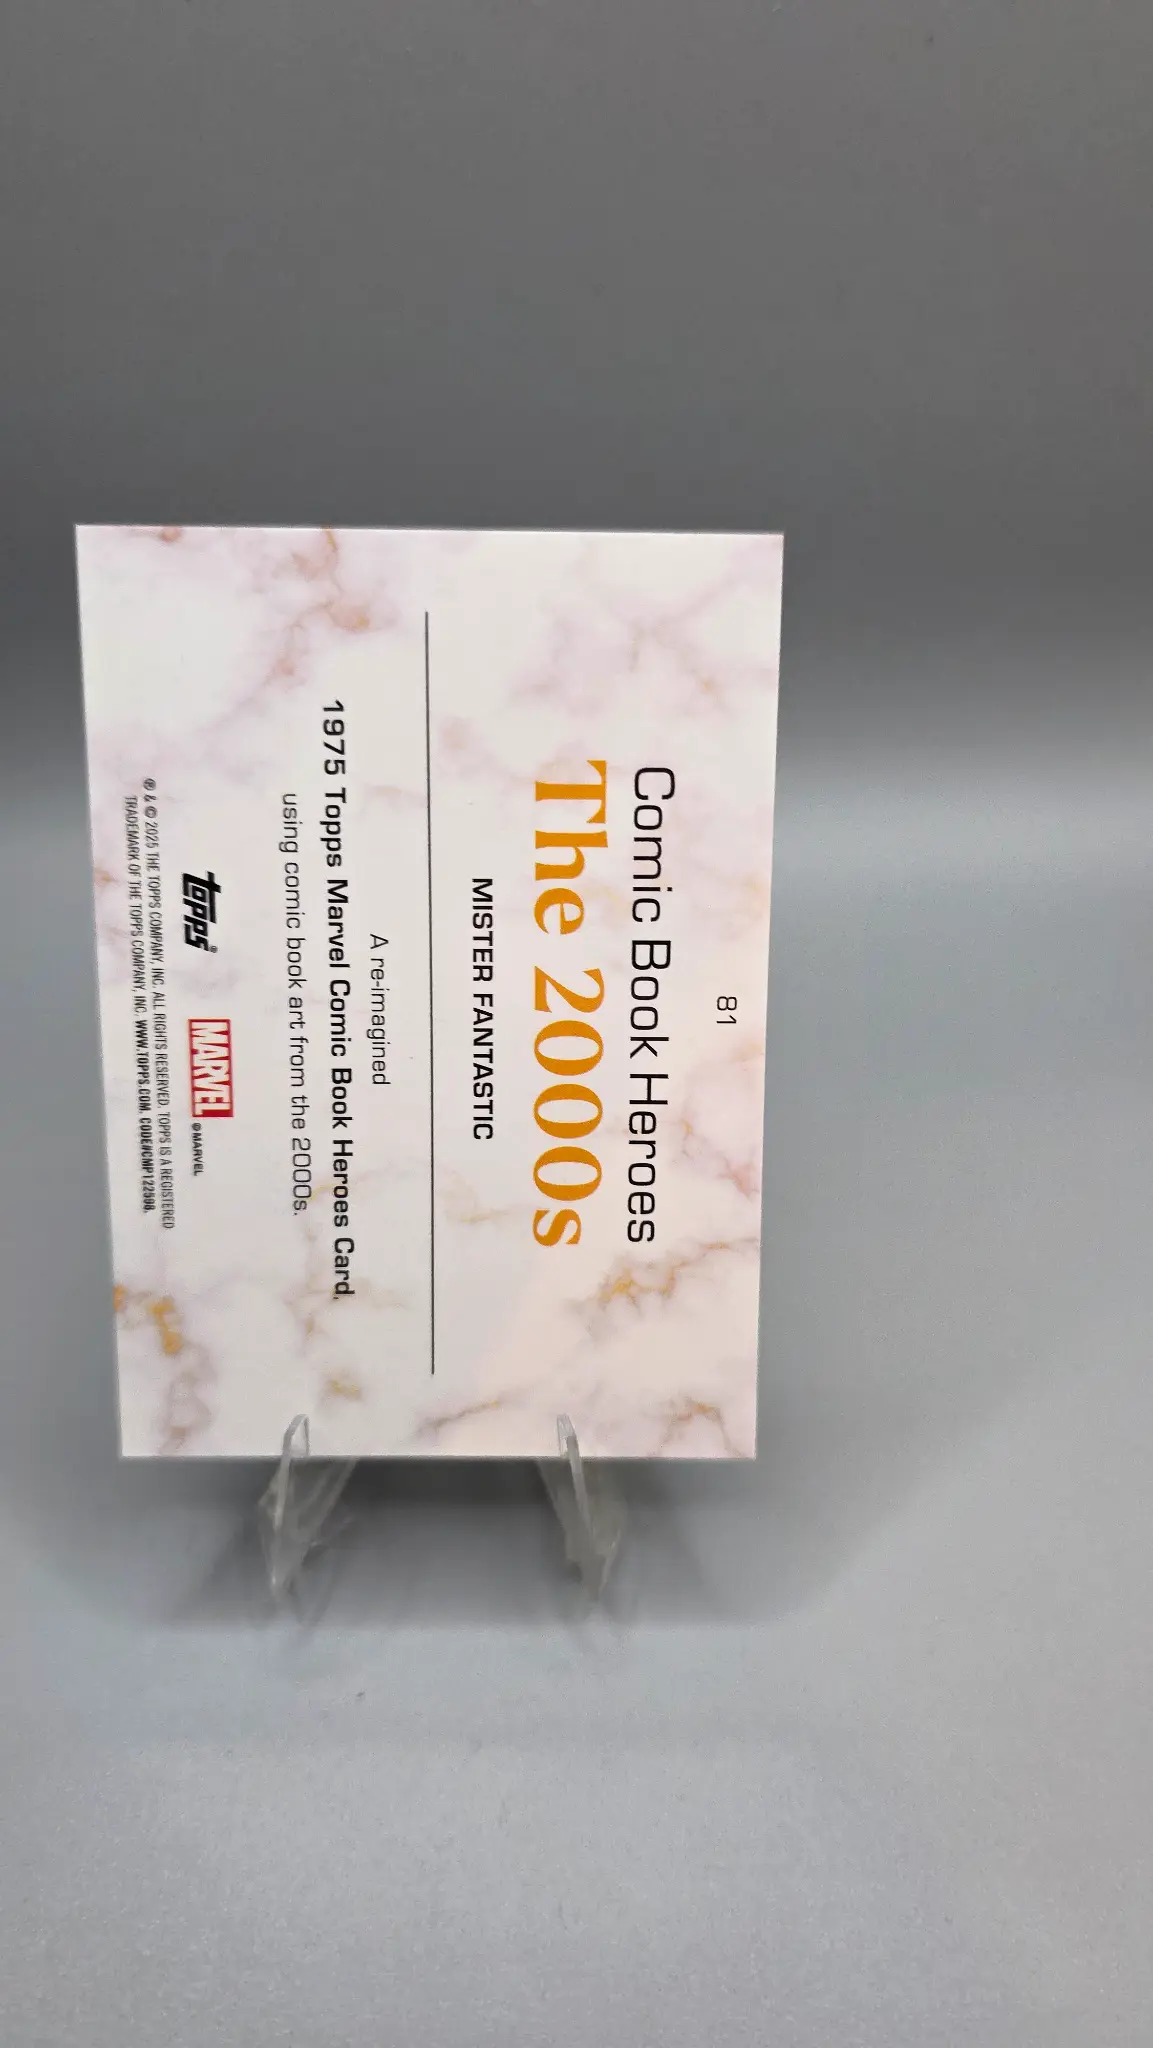 81
Comic Book Heroes
The 2000s
MISTER FANTASTIC
A re-imagined
1975 Topps Marvel Comic Book Heroes Card,
using comic book art from the 2000s.
topps®
MARVEL
© MARVEL
® & © 2025 THE TOPPS COMPANY, INC. ALL RIGHTS RESERVED. TOPPS IS A REGISTERED
TRADEMARK OF THE TOPPS COMPANY, INC. WWW.TOPPS.COM. CODE#CMP122598.